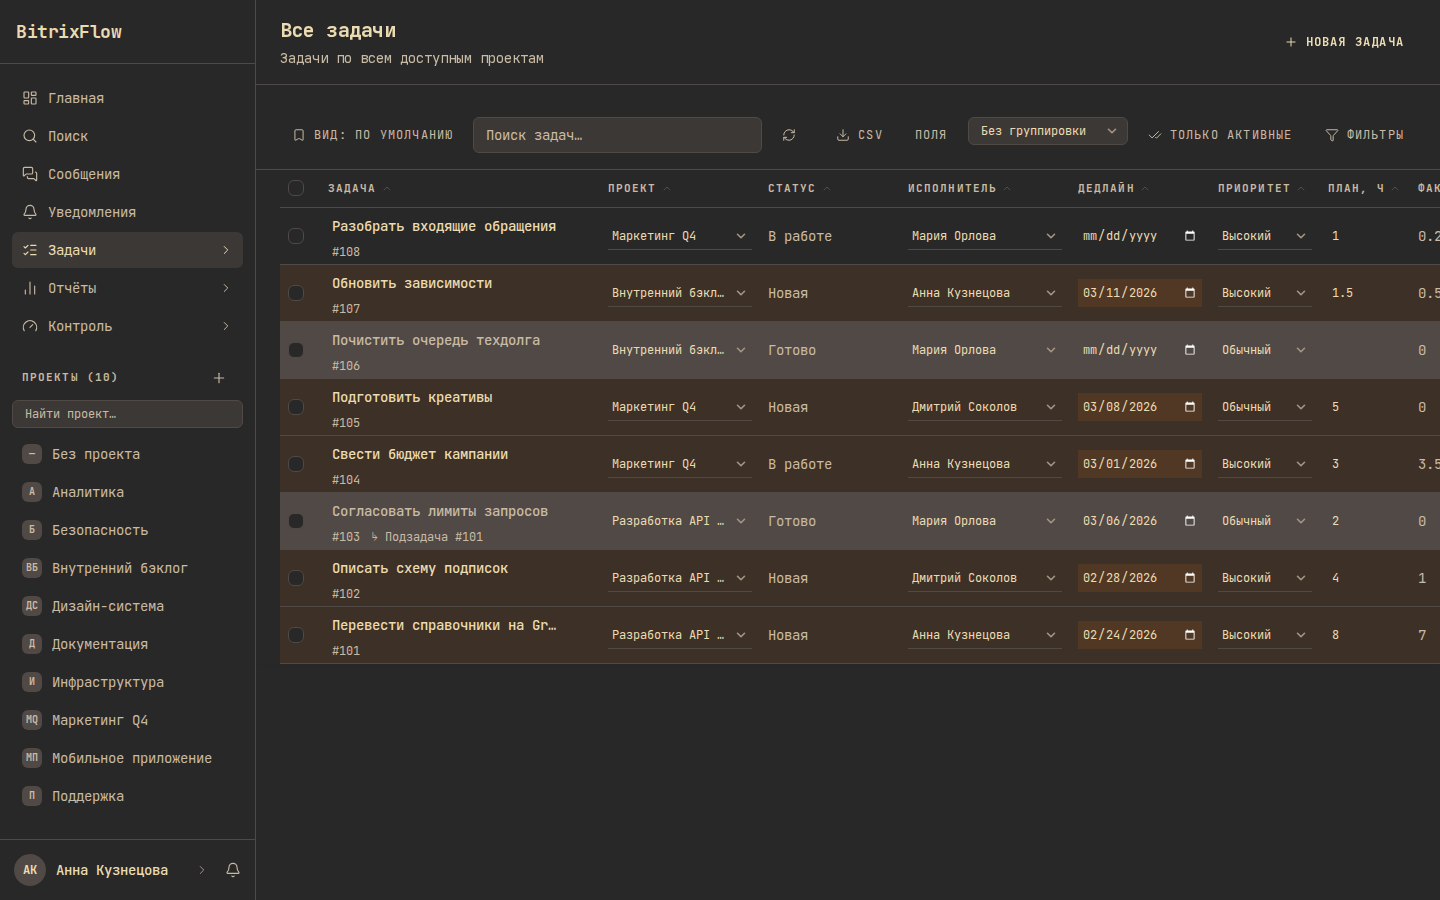 BitrixFlow
Главная
Поиск
Сообщения
Уведомления
Задачи
Отчёты
Контроль
ПРОЕКТЫ (10)
Найти проект…
— Без проекта
А Аналитика
Б Безопасность
ВБ Внутренний бэклог
ДС Дизайн-система
Д Документация
И Инфраструктура
MQ Маркетинг Q4
МП Мобильное приложение
П Поддержка
АК Анна Кузнецова
Все задачи
Задачи по всем доступным проектам
НОВАЯ ЗАДАЧА
ВИД: ПО УМОЛЧАНИЮ Поиск задач… CSV ПОЛЯ Без группировки ТОЛЬКО АКТИВНЫЕ ФИЛЬТРЫ
ЗАДАЧА ПРОЕКТ СТАТУС ИСПОЛНИТЕЛЬ ДЕДЛАЙН ПРИОРИТЕТ ПЛАН, Ч ФАК
Разобрать входящие обращения Маркетинг Q4 В работе Мария Орлова mm/dd/yyyy Высокий 1 0.2
#108
Обновить зависимости Внутренний бэкл… Новая Анна Кузнецова 03/11/2026 Высокий 1.5 0.5
#107
Почистить очередь техдолга Внутренний бэкл… Готово Мария Орлова mm/dd/yyyy Обычный 0
#106
Подготовить креативы Маркетинг Q4 Новая Дмитрий Соколов 03/08/2026 Обычный 5 0
#105
Свести бюджет кампании Маркетинг Q4 В работе Анна Кузнецова 03/01/2026 Высокий 3 3.5
#104
Согласовать лимиты запросов Разработка API … Готово Мария Орлова 03/06/2026 Обычный 2 0
#103 ↳ Подзадача #101
Описать схему подписок Разработка API … Новая Дмитрий Соколов 02/28/2026 Высокий 4 1
#102
Перевести справочники на Gr… Разработка API … Новая Анна Кузнецова 02/24/2026 Высокий 8 7
#101